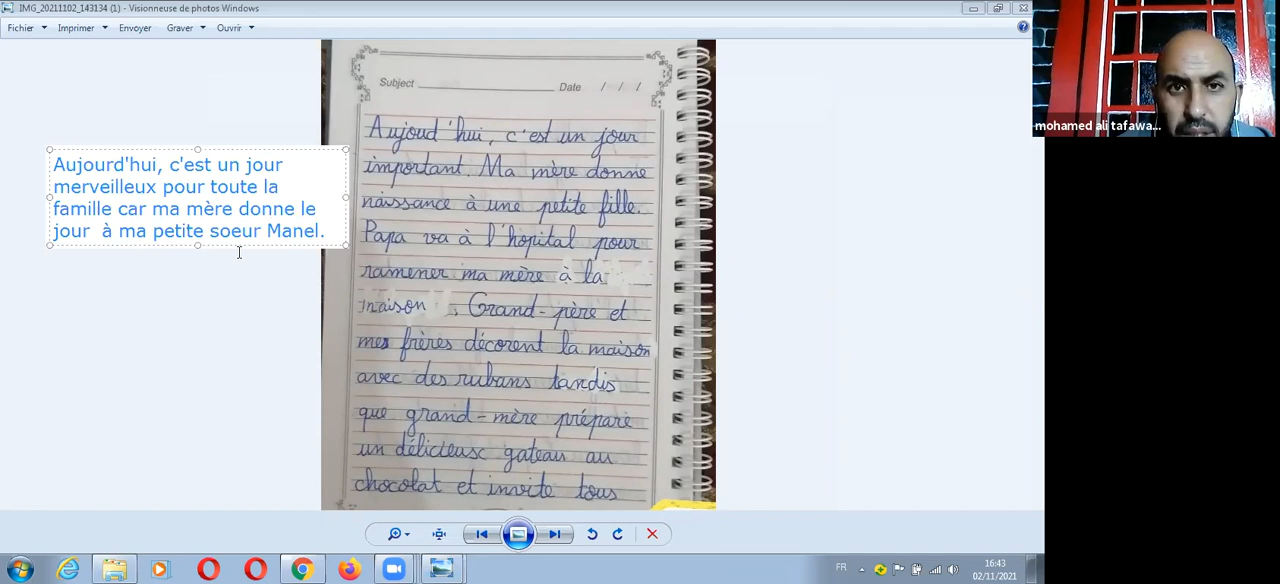 IMG_20211102_143134 (1) - Visionneuse de photos Windows
Fichier Imprimer Envoyer Graver Ouvrir
Subject Date / / /
Aujoud'hui, c'est un jour
important. Ma mère donne
naissance à une petite fille.
Papa va à l'hôpital pour
ramener ma mère à la
maison. Grand-père et
mes frères décorent la maison
avec des rubans tandis
que grand-mère prépare
un délicieux gateau au
chocolat et invite tous
Aujourd'hui, c'est un jour
merveilleux pour toute la
famille car ma mère donne le
jour à ma petite soeur Manel.
mohamed ali tafawa...
FR
16:43
02/11/2021